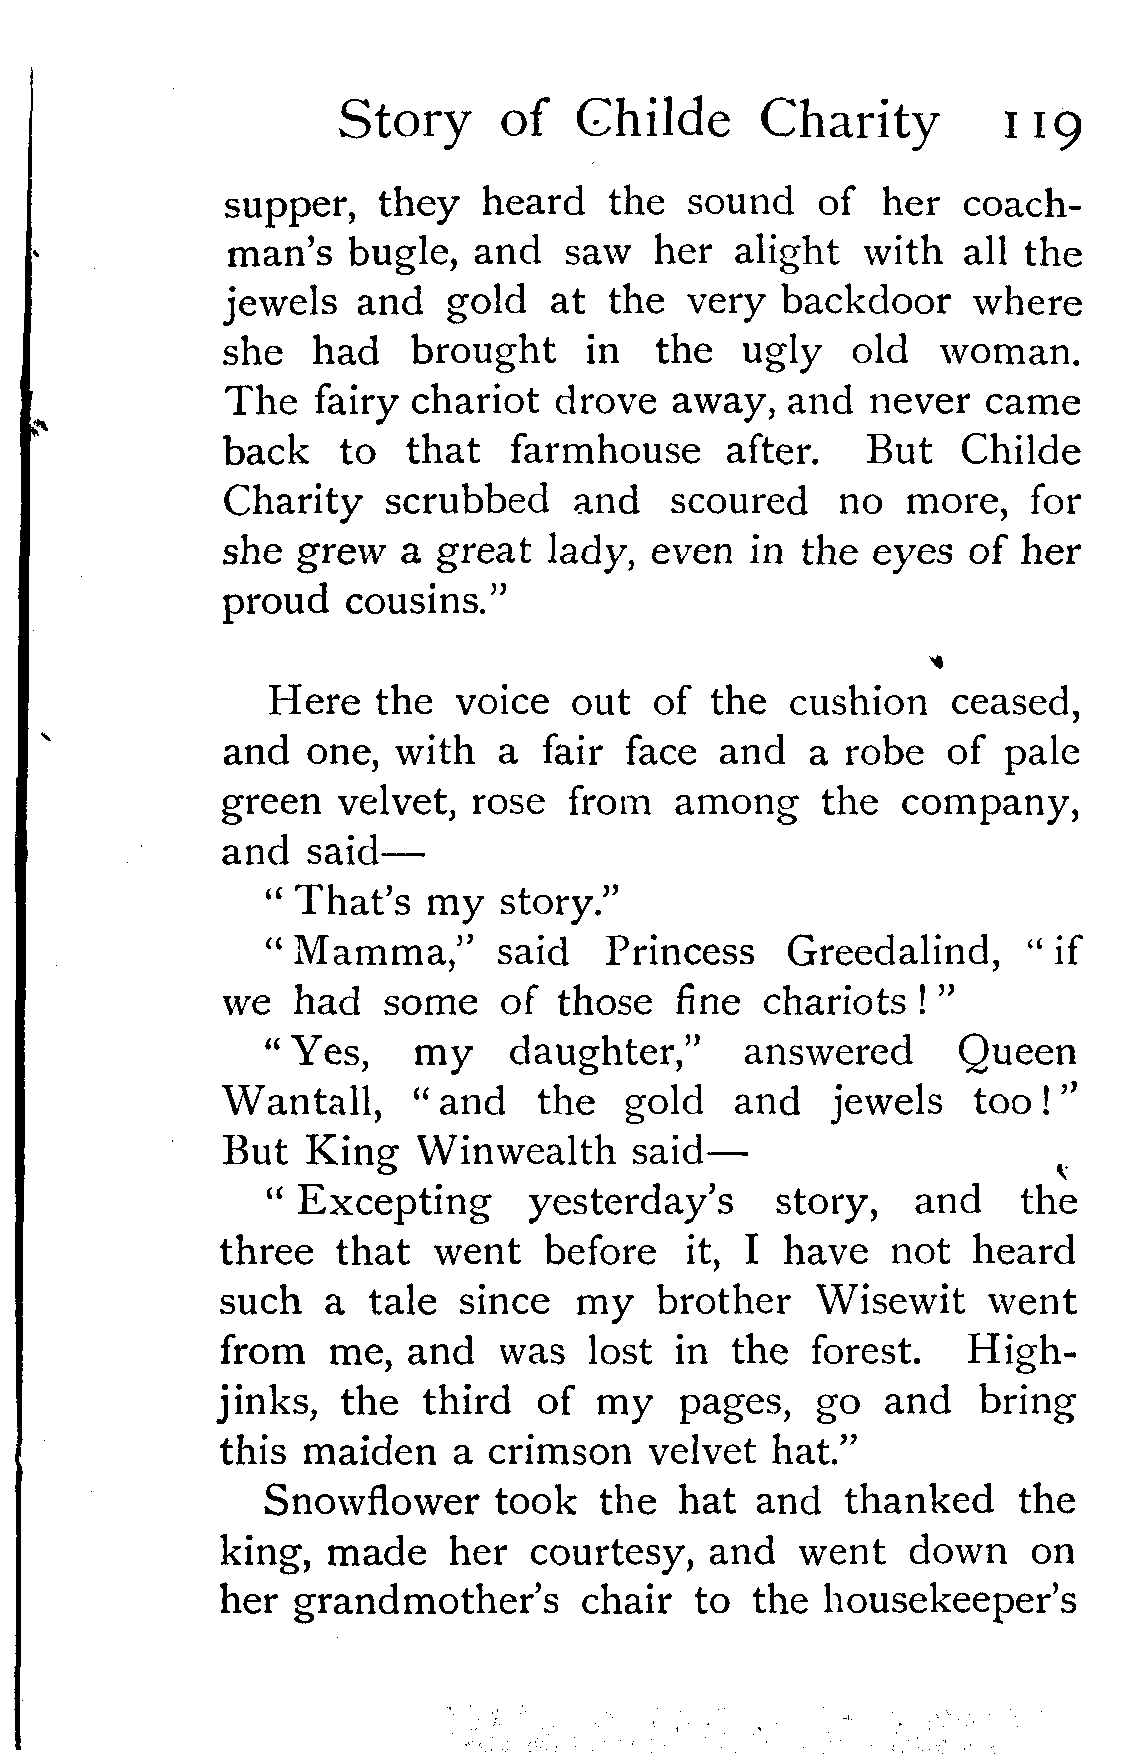 Story of Childe Charity 119
supper, they heard the sound of her coach-
man's bugle, and saw her alight with all the
jewels and gold at the very backdoor where
she had brought in the ugly old woman.
The fairy chariot drove away, and never came
back to that farmhouse after. But Childe
Charity scrubbed and scoured no more, for
she grew a great lady, even in the eyes of her
proud cousins."
Here the voice out of the cushion ceased,
and one, with a fair face and a robe of pale
green velvet, rose from among the company,
and said—
" That's my story."
" Mamma," said Princess Greedalind, " if
we had some of those fine chariots ! "
" Yes, my daughter," answered Queen
Wantall, " and the gold and jewels too ! "
But King Winwealth said—
" Excepting yesterday's story, and the
three that went before it, I have not heard
such a tale since my brother Wisewit went
from me, and was lost in the forest. High-
jinks, the third of my pages, go and bring
this maiden a crimson velvet hat."
Snowflower took the hat and thanked the
king, made her courtesy, and went down on
her grandmother's chair to the housekeeper's